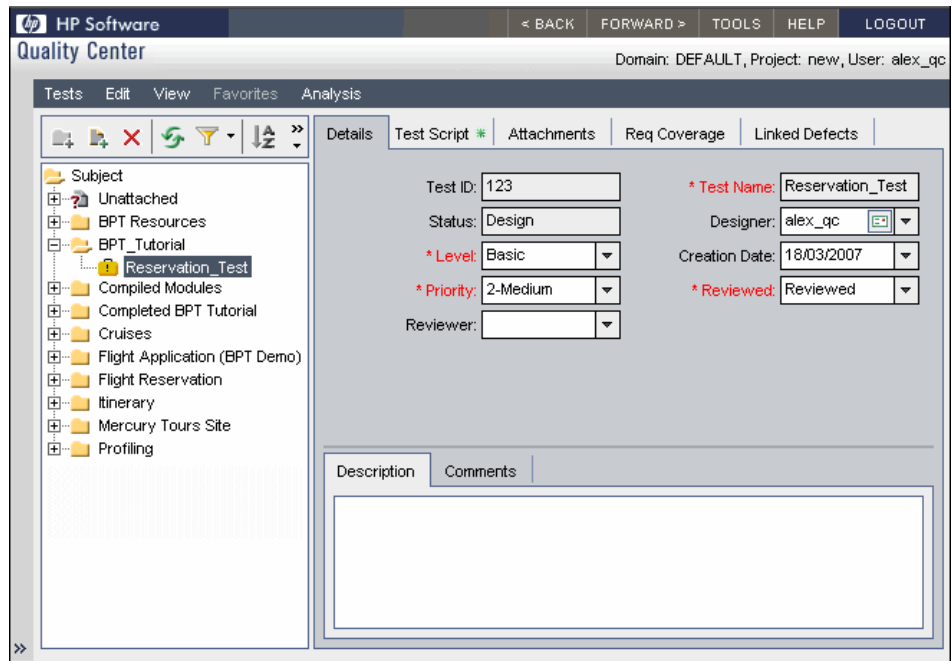 HP Software
< BACK FORWARD > TOOLS HELP LOGOUT
Quality Center
Domain: DEFAULT, Project: new, User: alex_qc
Tests Edit View Favorites Analysis
Details Test Script * Attachments Req Coverage Linked Defects
Subject
Unattached
BPT Resources
BPT_Tutorial
Reservation_Test
Compiled Modules
Completed BPT Tutorial
Cruises
Flight Application (BPT Demo)
Flight Reservation
Itinerary
Mercury Tours Site
Profiling
Test ID: 123 * Test Name: Reservation_Test
Status: Design Designer: alex_qc
* Level: Basic Creation Date: 18/03/2007
* Priority: 2-Medium * Reviewed: Reviewed
Reviewer:
Description Comments